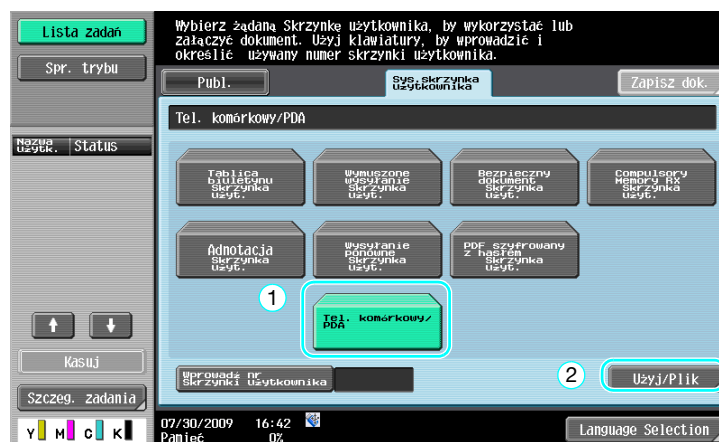 Lista zadań
Spr. trybu
Nazwa użytk.
Status
Kasuj
Szczeg. zadania
Y M C K
Wybierz żądaną Skrzynkę użytkownika, by wykorzystać lub
załączyć dokument. Użyj klawiatury, by wprowadzić i
określić używany numer skrzynki użytkownika.
Publ.
Sys.skrzynka
użytkownika
Zapisz dok.
Tel. komórkowy/PDA
Tablica
biuletynu
Skrzynka
użyt.
Wymuszone
wysyłanie
Skrzynka
użyt.
Bezpieczny
dokument
Skrzynka
użyt.
Compulsory
Memory RX
Skrzynka
użyt.
Adnotacja
Skrzynka
użyt.
Wysyłanie
ponowne
Skrzynka
użyt.
PDF szyfrowany
z hasłem
Skrzynka
użyt.
1
Tel. komórkowy/
PDA
Wprowadź nr
Skrzynki użytkownika
2
Użyj/Plik
07/30/2009 16:42
Pamięć 0%
Language Selection